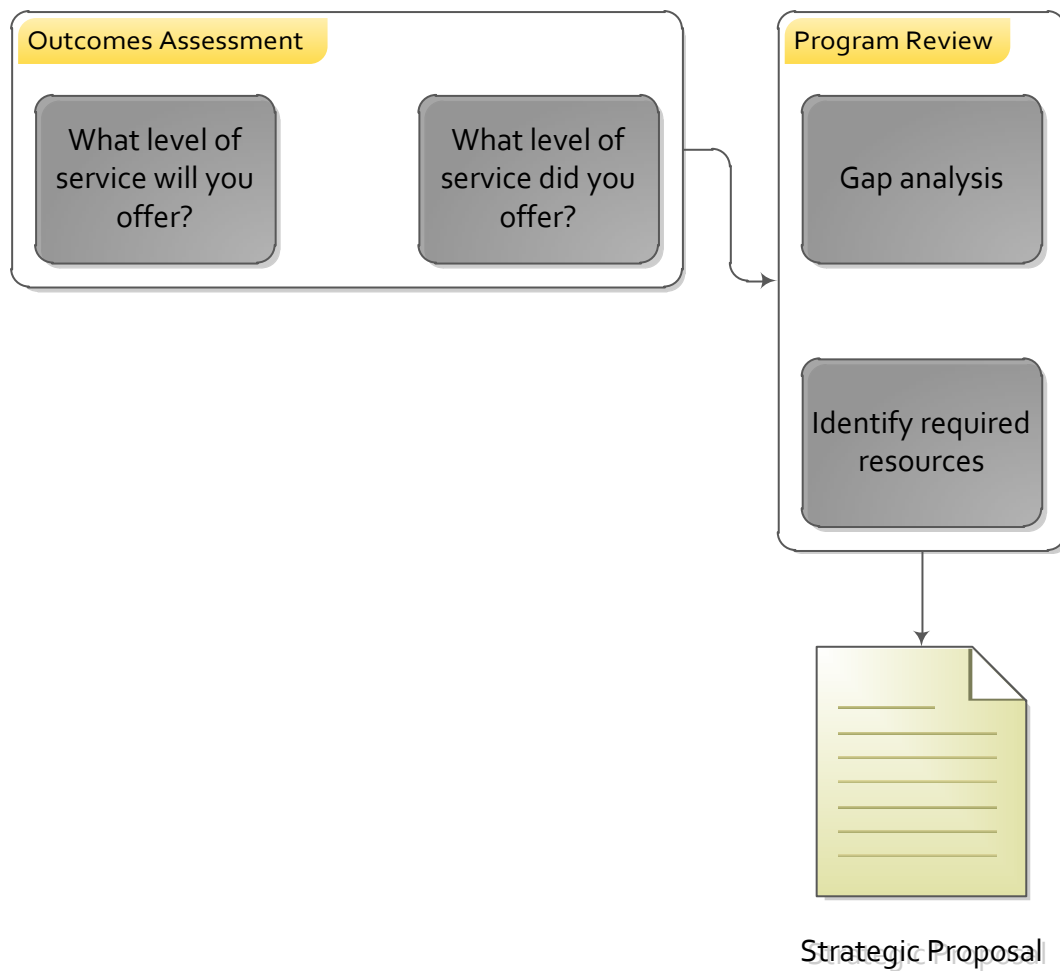 Outcomes Assessment
What level of
service will you
offer?
What level of
service did you
offer?
Program Review
Gap analysis
Identify required
resources
Strategic Proposal